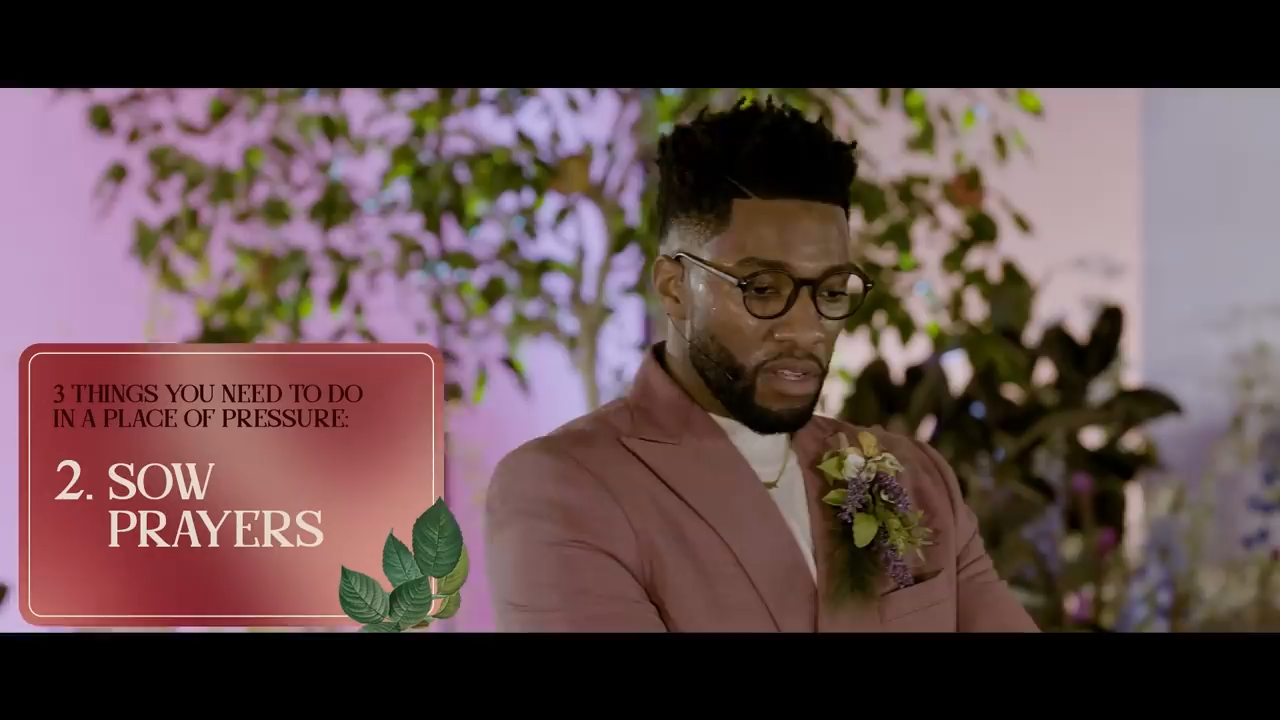 3 THINGS YOU NEED TO DO
IN A PLACE OF PRESSURE:
2. SOW
PRAYERS